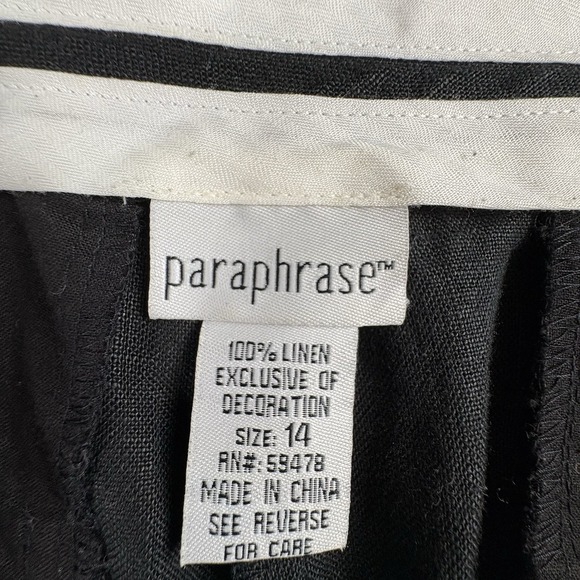 paraphrase™
100% LINEN
EXCLUSIVE OF
DECORATION
SIZE: 14
RN#: 59478
MADE IN CHINA
SEE REVERSE
FOR CARE